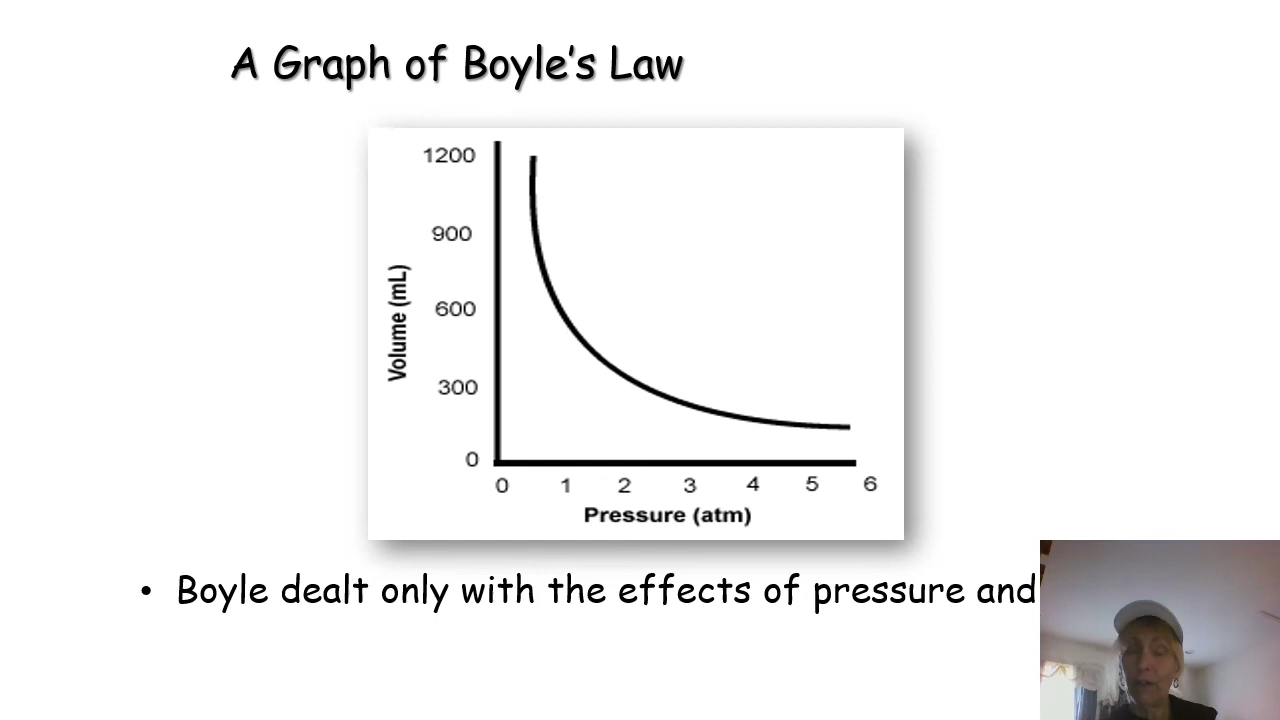 A Graph of Boyle’s Law
1200
900
600
300
0
Volume (mL)
0 1 2 3 4 5 6
Pressure (atm)
• Boyle dealt only with the effects of pressure and